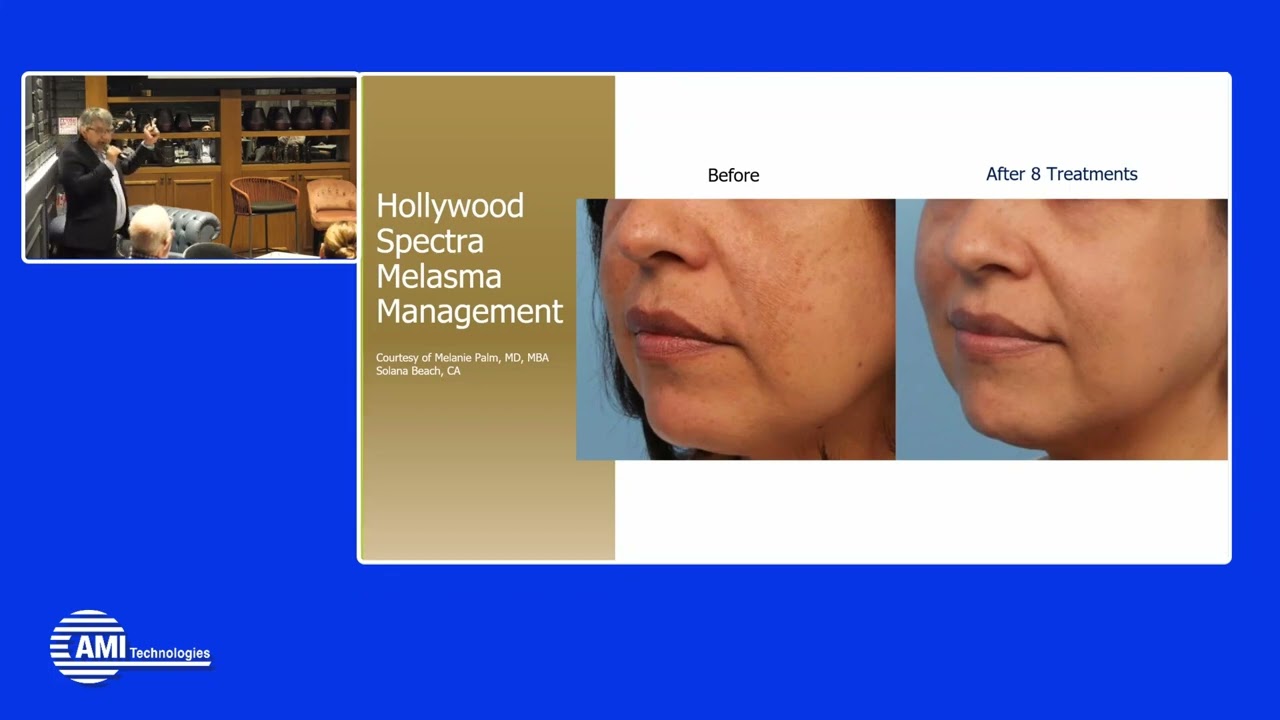 Hollywood
Spectra
Melasma
Management
Courtesy of Melanie Palm, MD, MBA
Solana Beach, CA
Before
After 8 Treatments
AMI Technologies